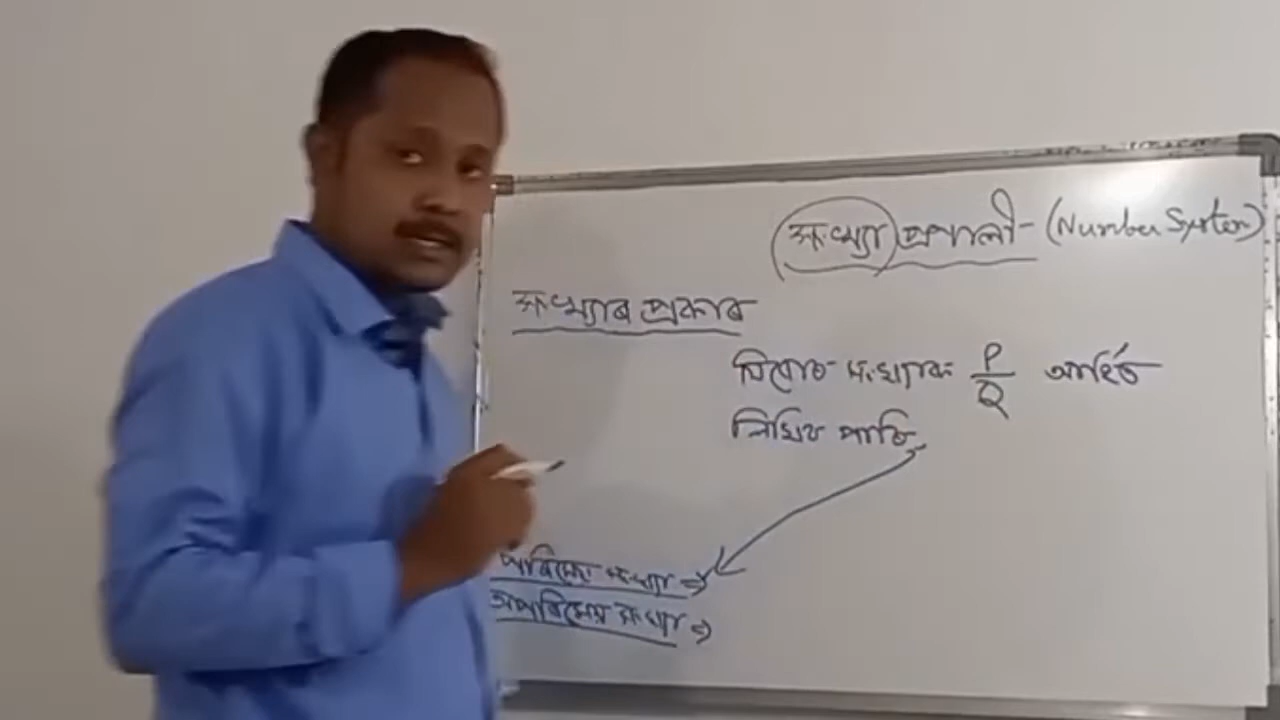 সংখ্যা প্ৰণালী - (Number System)
সংখ্যাৰ প্ৰকাৰ
যিবোৰ সংখ্যাক P/Q আৰ্হিত
লিখিব পাৰি
পৰিমেয় সংখ্যা ⇒
অপৰিমেয় সংখ্যা ⇒